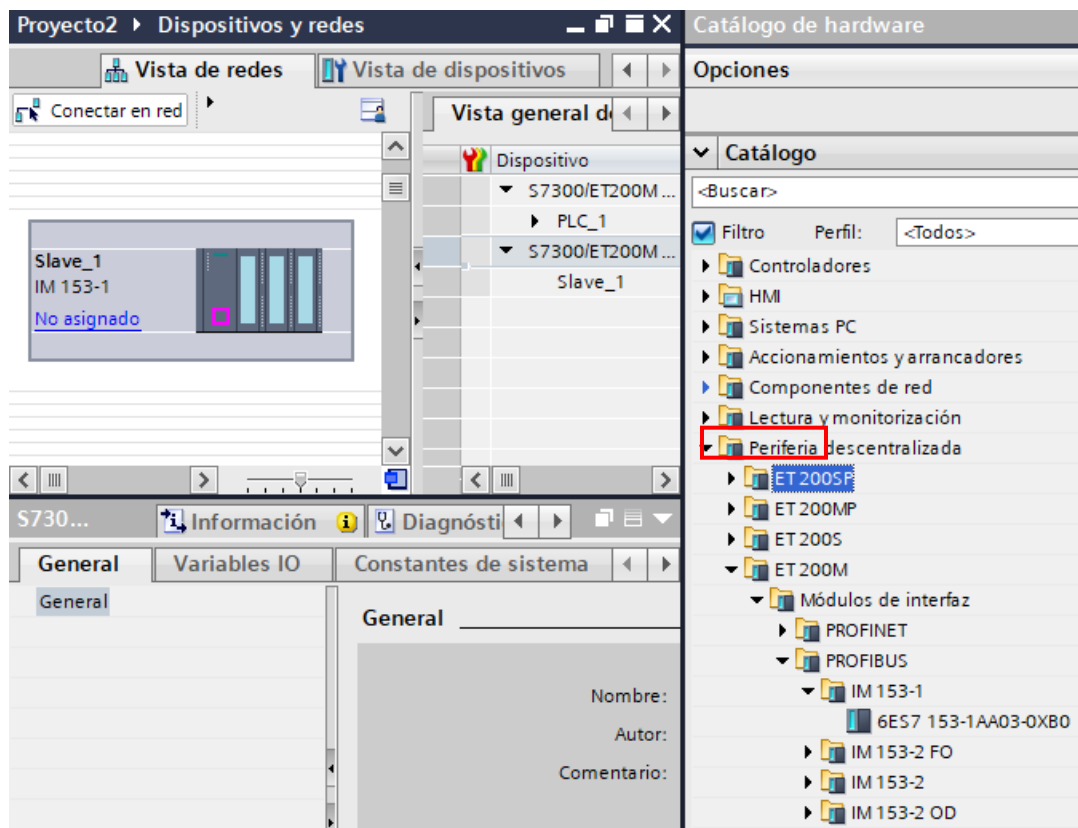 Proyecto2 ▸ Dispositivos y redes
Vista de redes
Vista de dispositivos
Conectar en red
Vista general d
Dispositivo
S7300/ET200M ...
PLC_1
S7300/ET200M ...
Slave_1
Slave_1
IM 153-1
No asignado
S730...
Información
Diagnósti
General
Variables IO
Constantes de sistema
General
General
Nombre:
Autor:
Comentario:
Catálogo de hardware
Opciones
Catálogo
<Buscar>
Filtro Perfil: <Todos>
Controladores
HMI
Sistemas PC
Accionamientos y arrancadores
Componentes de red
Lectura y monitorización
Periferia descentralizada
ET 200SP
ET 200MP
ET 200S
ET 200M
Módulos de interfaz
PROFINET
PROFIBUS
IM 153-1
6ES7 153-1AA03-0XB0
IM 153-2 FO
IM 153-2
IM 153-2 OD